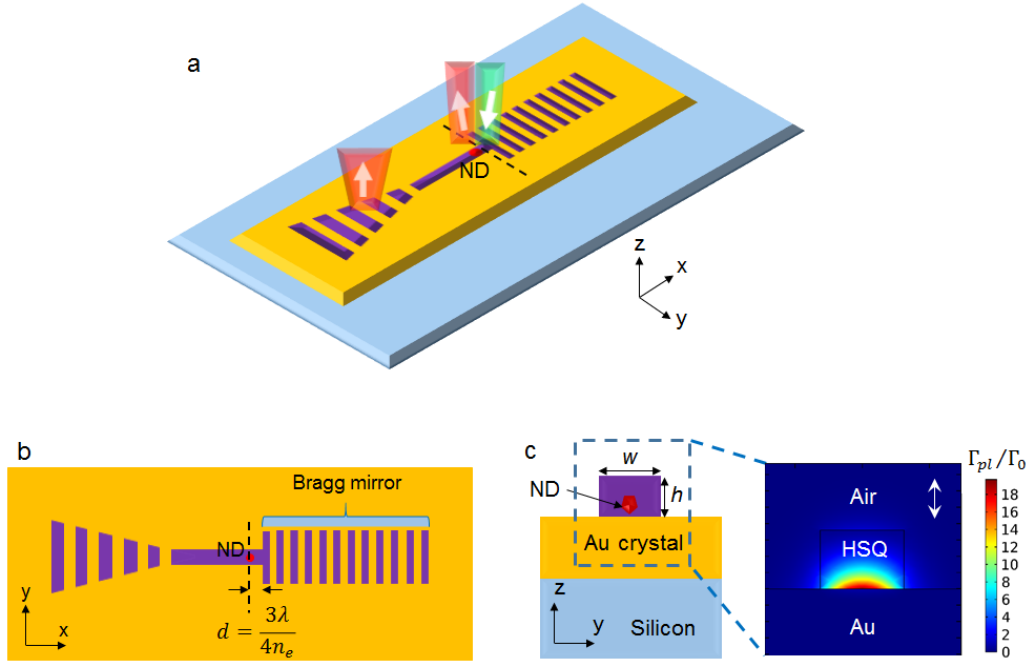 a
ND
z
x
y
b
Bragg mirror
ND
y
x
d = 3λ/4nₑ
c
w
ND
h
Au crystal
z
y
Silicon
Air
HSQ
Au
Γₚₗ/Γ₀
18
16
14
12
10
8
6
4
2
0